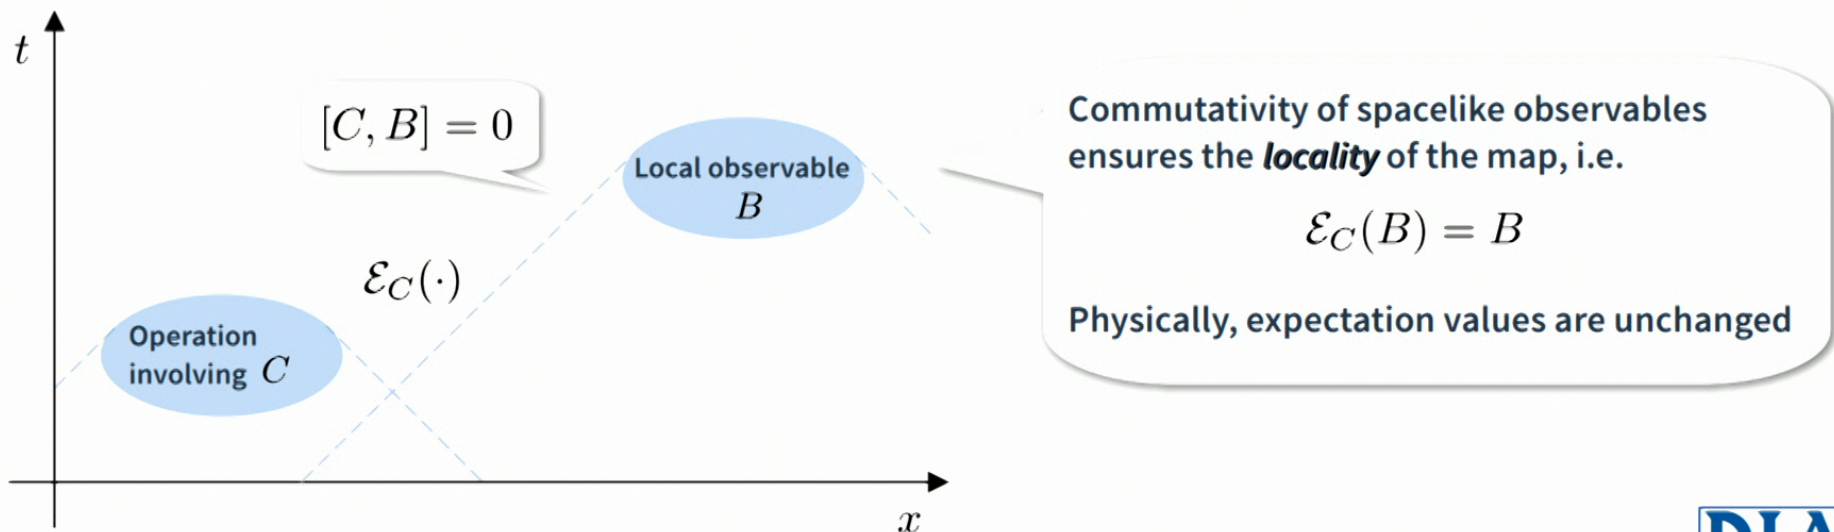 t
[C, B] = 0
Local observable
B
ℰ_C(·)
Operation
involving C
x
Commutativity of spacelike observables
ensures the locality of the map, i.e.
ℰ_C(B) = B
Physically, expectation values are unchanged